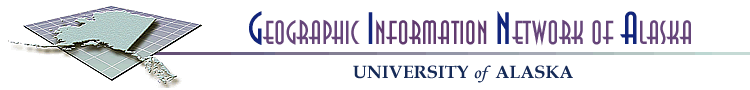 Geographic Information Network of Alaska
UNIVERSITY of ALASKA